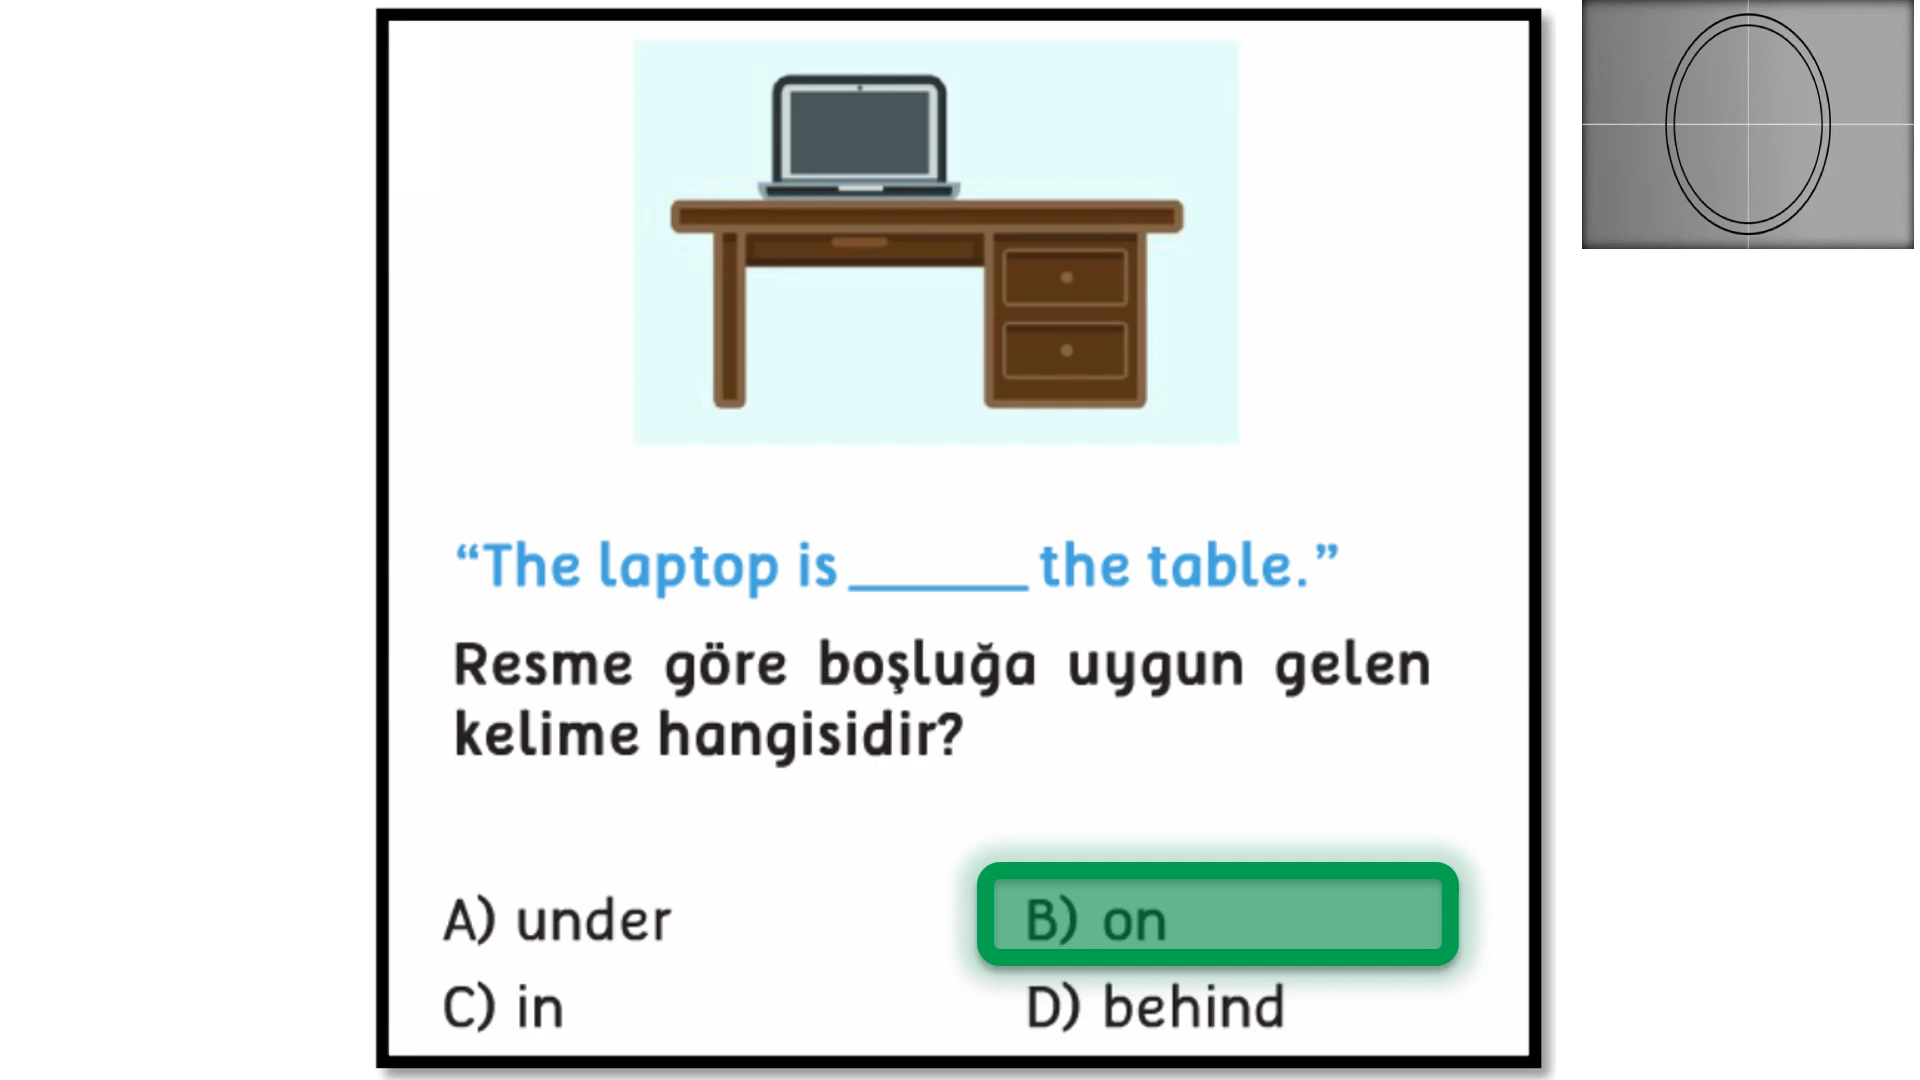 “The laptop is ______ the table.”
Resme göre boşluğa uygun gelen
kelime hangisidir?
A) under
B) on
C) in
D) behind